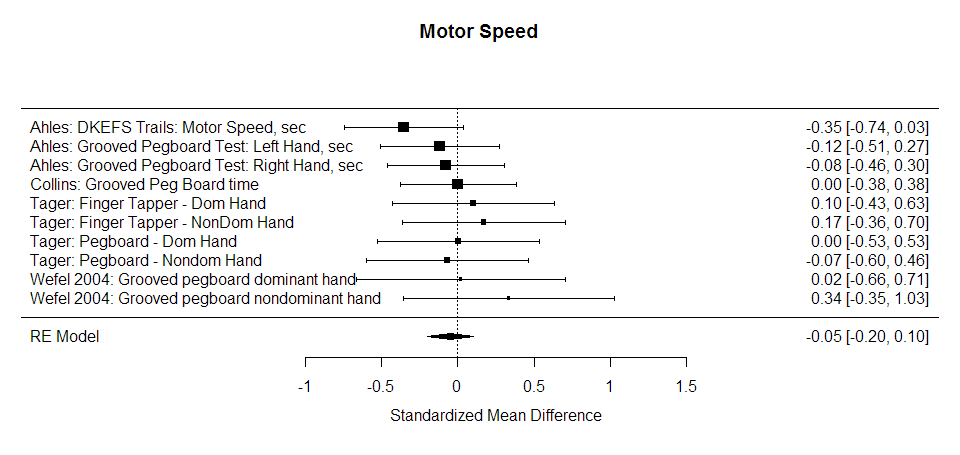 Motor Speed
Ahles: DKEFS Trails: Motor Speed, sec -0.35 [-0.74, 0.03]
Ahles: Grooved Pegboard Test: Left Hand, sec -0.12 [-0.51, 0.27]
Ahles: Grooved Pegboard Test: Right Hand, sec -0.08 [-0.46, 0.30]
Collins: Grooved Peg Board time 0.00 [-0.38, 0.38]
Tager: Finger Tapper - Dom Hand 0.10 [-0.43, 0.63]
Tager: Finger Tapper - NonDom Hand 0.17 [-0.36, 0.70]
Tager: Pegboard - Dom Hand 0.00 [-0.53, 0.53]
Tager: Pegboard - Nondom Hand -0.07 [-0.60, 0.46]
Wefel 2004: Grooved pegboard dominant hand 0.02 [-0.66, 0.71]
Wefel 2004: Grooved pegboard nondominant hand 0.34 [-0.35, 1.03]
RE Model -0.05 [-0.20, 0.10]
-1 -0.5 0 0.5 1 1.5
Standardized Mean Difference